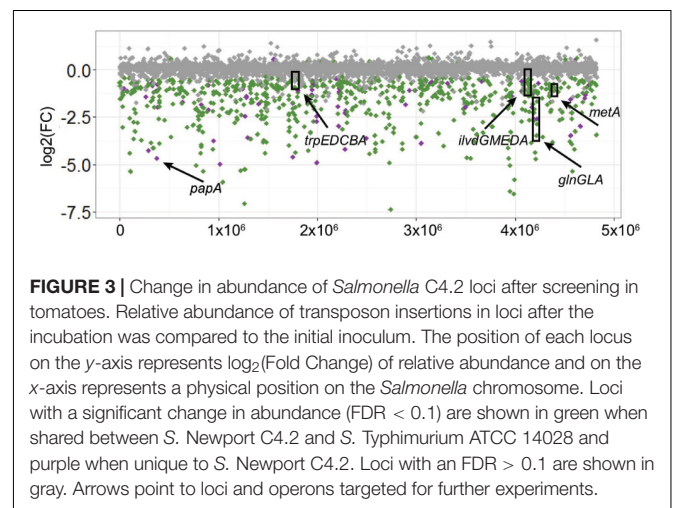 0.0
-2.5
-5.0
-7.5
log2(FC)
trpEDCBA
ilvdGMEDA
metA
glnGLA
papA
0
1x10⁶
2x10⁶
3x10⁶
4x10⁶
5x10⁶
FIGURE 3 | Change in abundance of Salmonella C4.2 loci after screening in
tomatoes. Relative abundance of transposon insertions in loci after the
incubation was compared to the initial inoculum. The position of each locus
on the y-axis represents log₂(Fold Change) of relative abundance and on the
x-axis represents a physical position on the Salmonella chromosome. Loci
with a significant change in abundance (FDR < 0.1) are shown in green when
shared between S. Newport C4.2 and S. Typhimurium ATCC 14028 and
purple when unique to S. Newport C4.2. Loci with an FDR > 0.1 are shown in
gray. Arrows point to loci and operons targeted for further experiments.